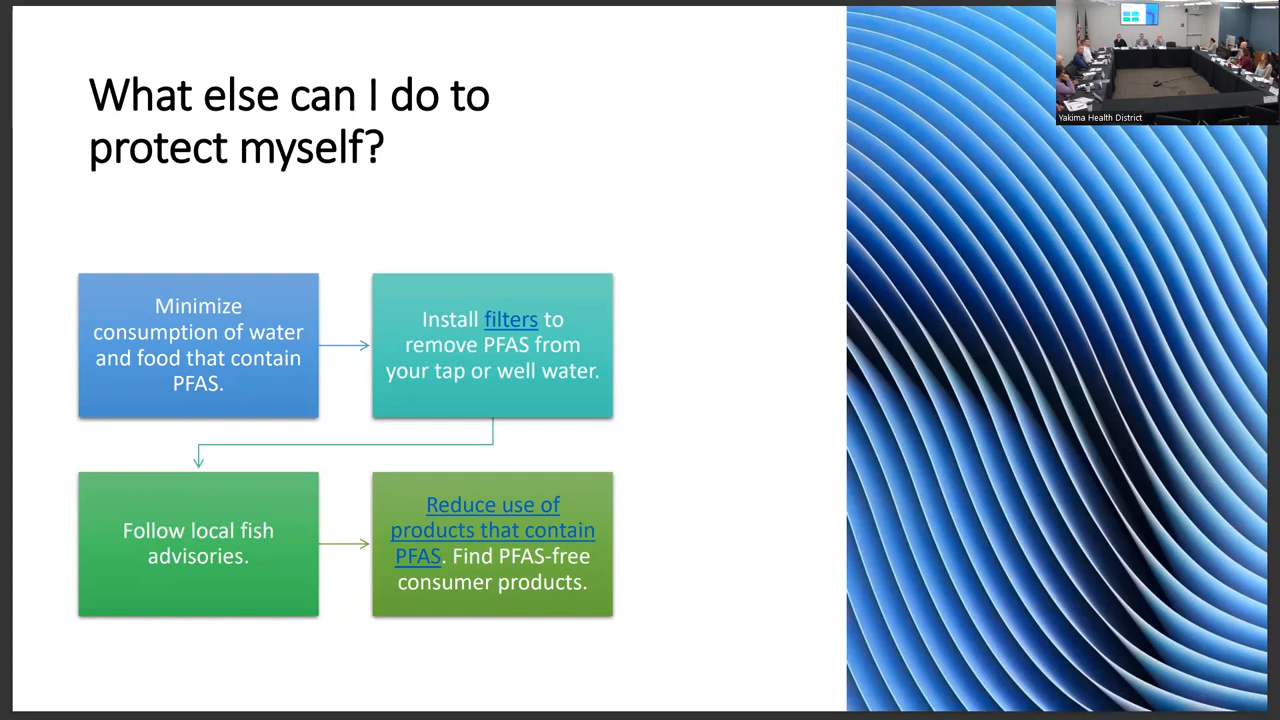 What else can I do to
protect myself?
Yakima Health District
Minimize
consumption of water
and food that contain
PFAS.
Install filters to
remove PFAS from
your tap or well water.
Follow local fish
advisories.
Reduce use of
products that contain
PFAS. Find PFAS-free
consumer products.